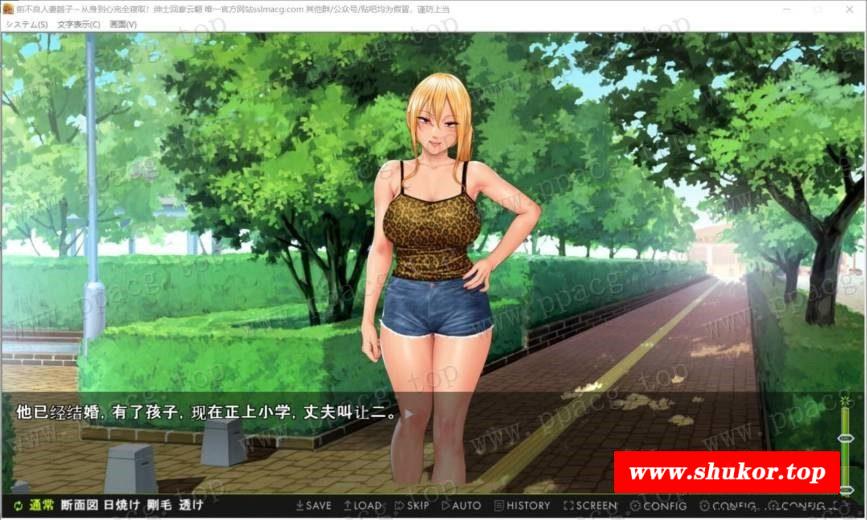 前不良人妻器子～从身到心完全寝取！ 绅士回廊云翻 唯一官方网站sslmacg.com 其他群/公众号/贴吧均为假冒，谨防上当
システム(S) 文字表示(C) 画面(V)
www.ppacg.top
他已经结婚，有了孩子，现在正上小学，丈夫叫让二。
www.shukor.top
通常 断面図 日焼け 剛毛 透け SAVE LOAD SKIP AUTO HISTORY SCREEN CONFIG CONFIG CONFIG